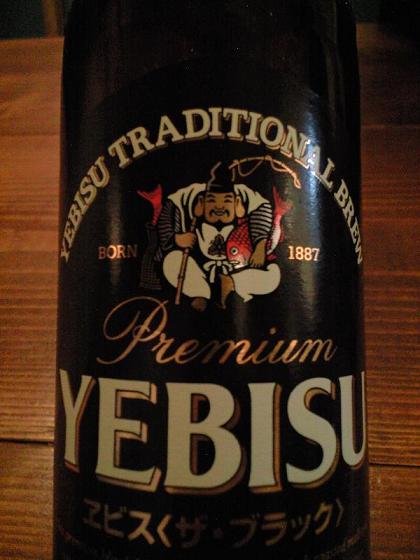 YEBISU TRADITIONAL BREW
BORN 1887
Premium
YEBISU
ヱビス〈ザ・ブラック〉